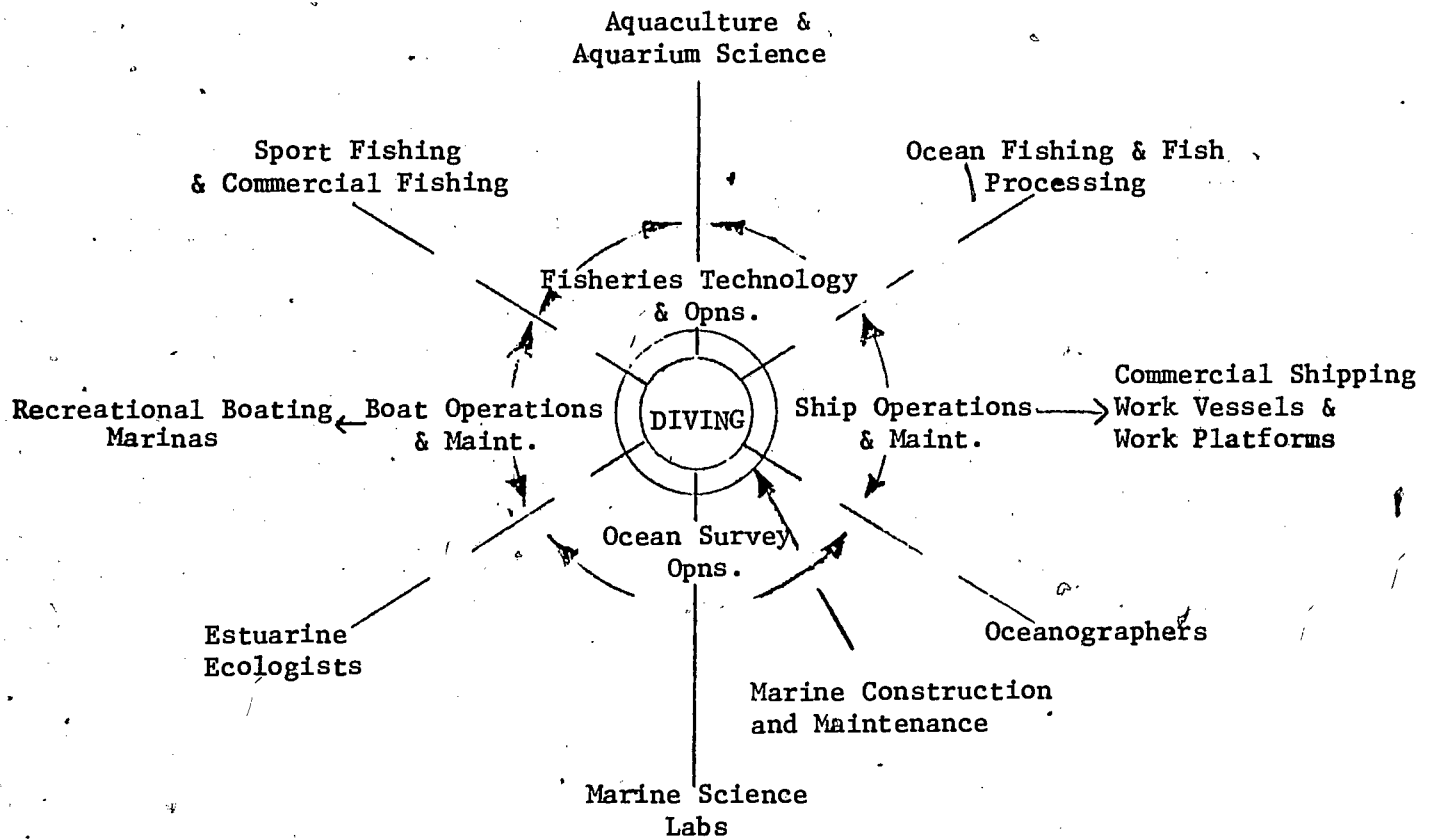 Aquaculture &
Aquarium Science
Sport Fishing
& Commercial Fishing
Ocean Fishing & Fish
Processing
Fisheries Technology
& Opns.
Recreational Boating
Marinas
Boat Operations
& Maint.
DIVING
Ship Operations
& Maint.
Commercial Shipping
Work Vessels &
Work Platforms
Ocean Survey
Opns.
Estuarine
Ecologists
Oceanographers
Marine Construction
and Maintenance
Marine Science
Labs